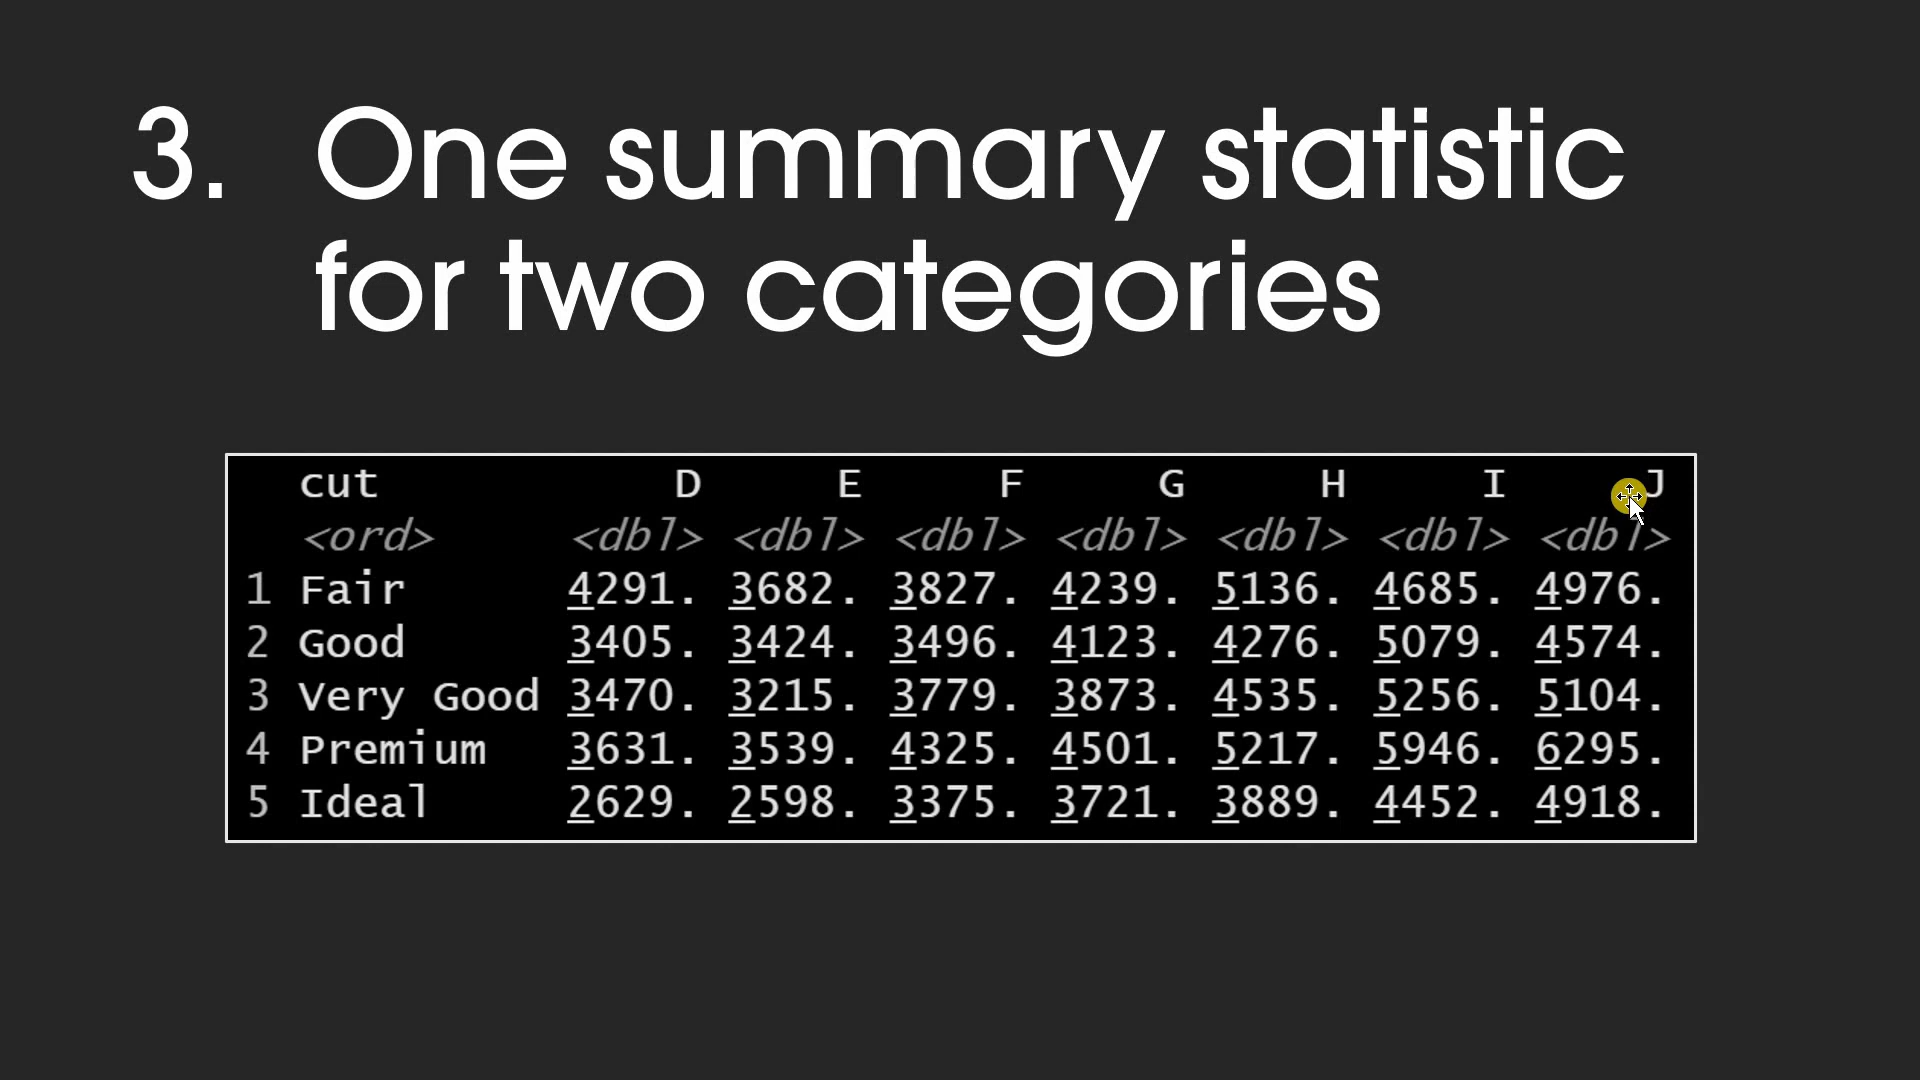 3. One summary statistic
for two categories
cut D E F G H I J
<ord> <dbl> <dbl> <dbl> <dbl> <dbl> <dbl> <dbl>
1 Fair 4291. 3682. 3827. 4239. 5136. 4685. 4976.
2 Good 3405. 3424. 3496. 4123. 4276. 5079. 4574.
3 Very Good 3470. 3215. 3779. 3873. 4535. 5256. 5104.
4 Premium 3631. 3539. 4325. 4501. 5217. 5946. 6295.
5 Ideal 2629. 2598. 3375. 3721. 3889. 4452. 4918.